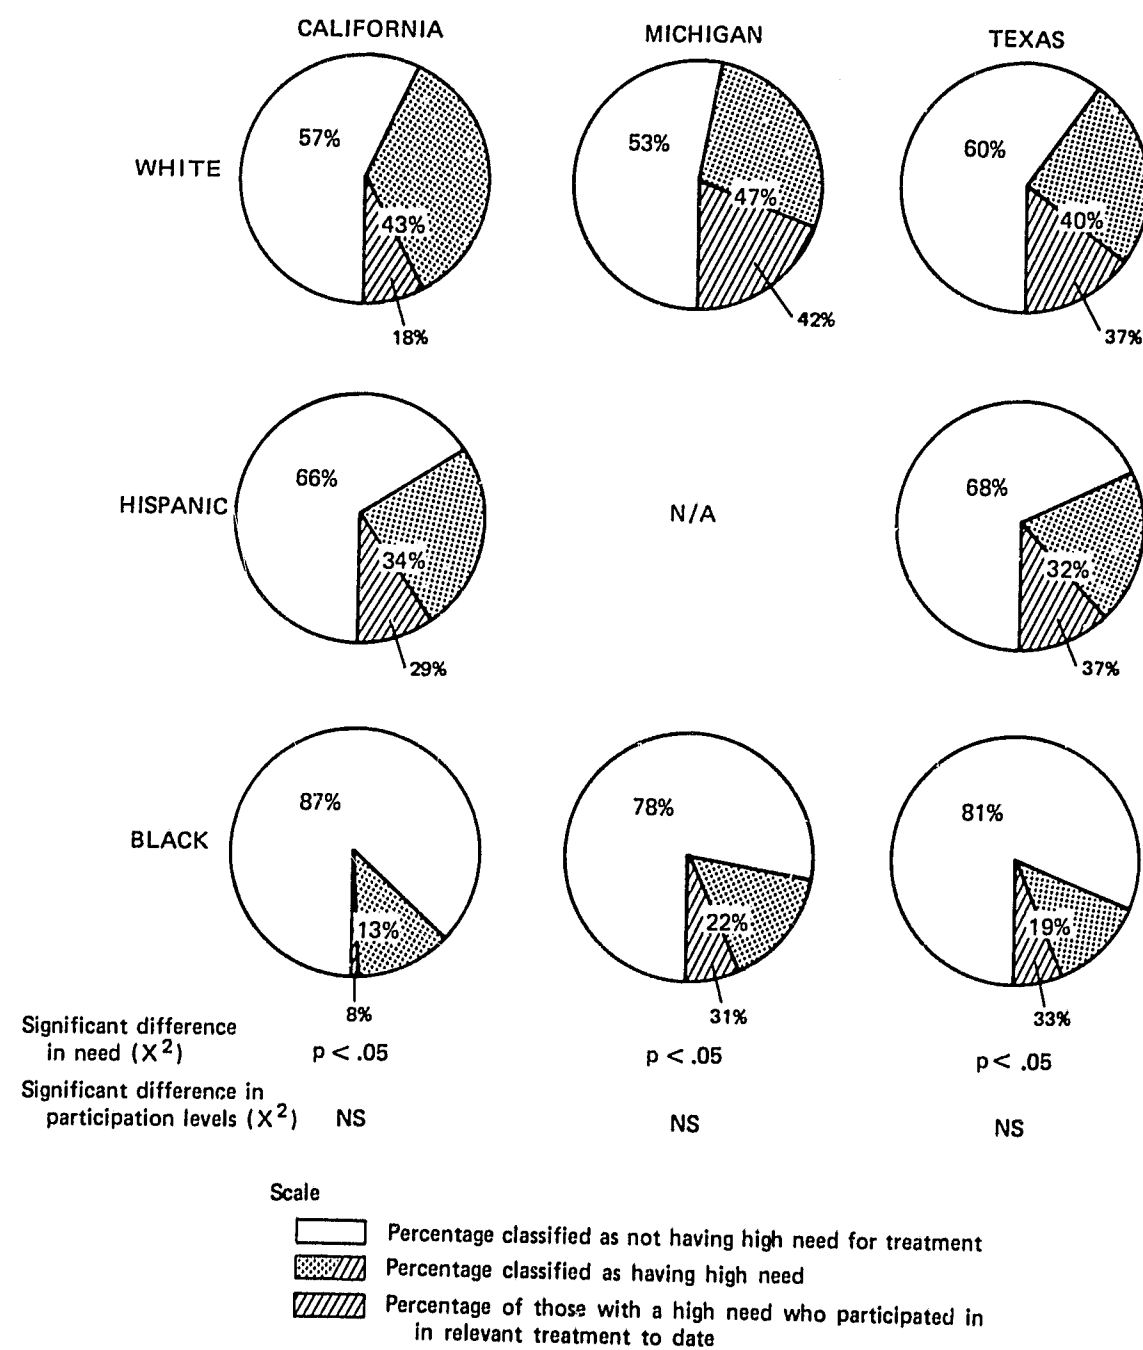 CALIFORNIA
MICHIGAN
TEXAS
WHITE
57%
43%
18%
53%
47%
42%
60%
40%
37%
HISPANIC
66%
34%
29%
N/A
68%
32%
37%
BLACK
87%
13%
8%
78%
22%
31%
81%
19%
33%
Significant difference
in need (X²)
p < .05
p < .05
p < .05
Significant difference in
participation levels (X²)
NS
NS
NS
Scale
Percentage classified as not having high need for treatment
Percentage classified as having high need
Percentage of those with a high need who participated in
in relevant treatment to date